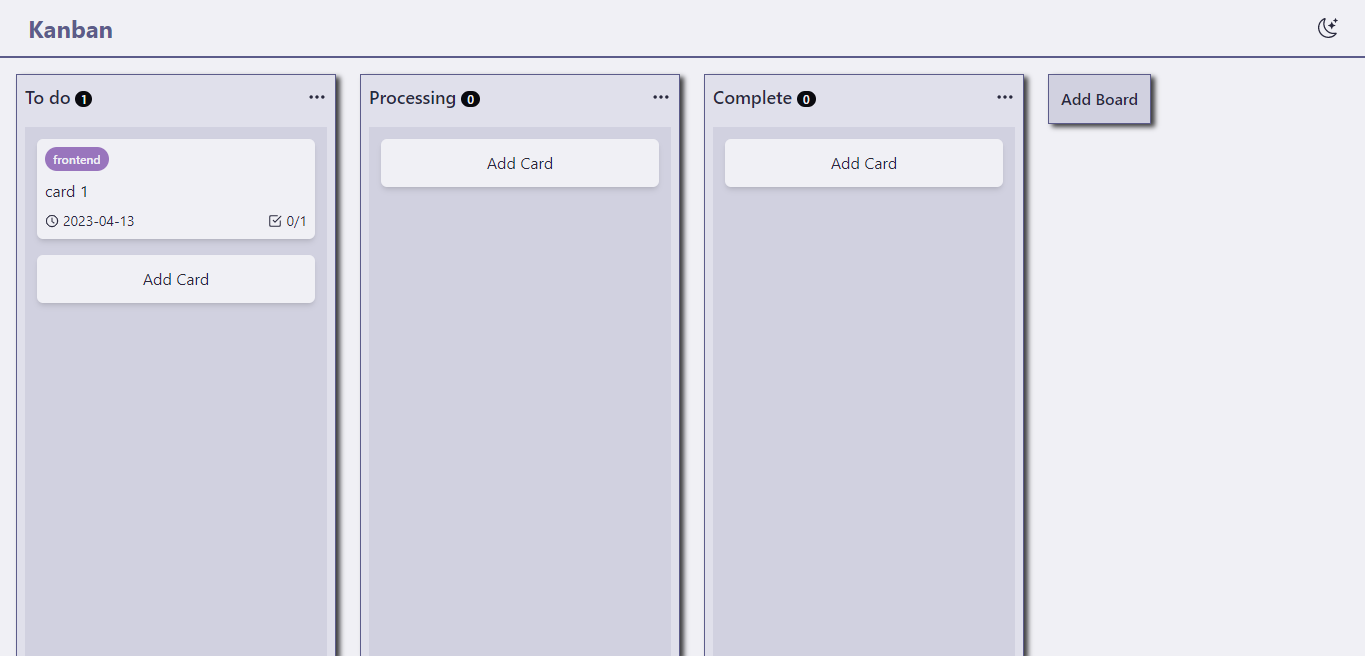 Kanban
To do 1
frontend
card 1
2023-04-13 0/1
Add Card
Processing 0
Add Card
Complete 0
Add Card
Add Board